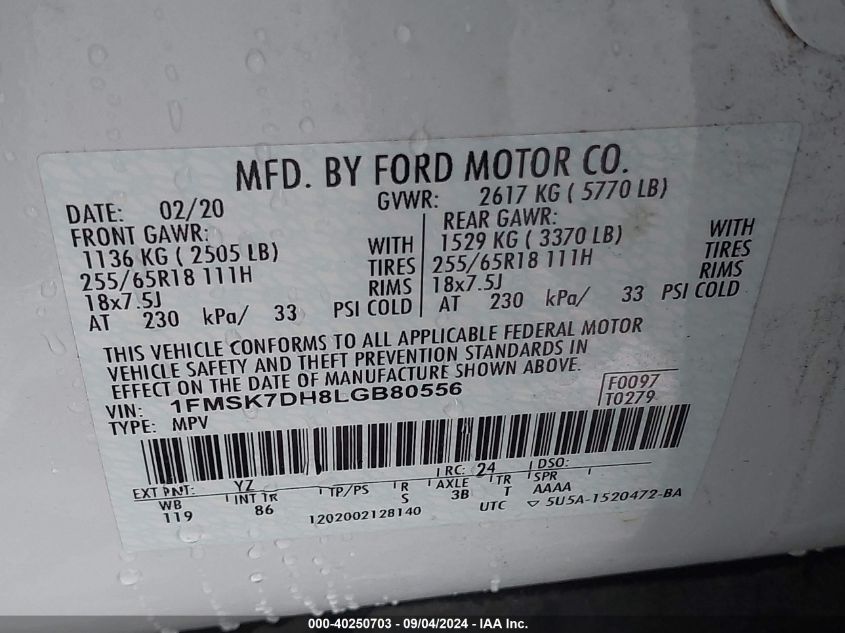 MFD. BY FORD MOTOR CO.
DATE: 02/20 GVWR: 2617 KG ( 5770 LB)
FRONT GAWR: REAR GAWR:
1136 KG ( 2505 LB) WITH 1529 KG ( 3370 LB) WITH
255/65R18 111H TIRES 255/65R18 111H TIRES
18x7.5J RIMS 18x7.5J RIMS
AT 230 kPa/ 33 PSI COLD AT 230 kPa/ 33 PSI COLD
THIS VEHICLE CONFORMS TO ALL APPLICABLE FEDERAL MOTOR
VEHICLE SAFETY AND THEFT PREVENTION STANDARDS IN
EFFECT ON THE DATE OF MANUFACTURE SHOWN ABOVE.
VIN: 1FMSK7DH8LGB80556 F0097
TYPE: MPV T0279
EXT PNT: YZ RC: 24 DSO:
WB INT TR TP/PS R AXLE TR SPR
119 86 S 3B T AAAA
1202002128140 UTC ▽ 5U5A-1520472-BA
000-40250703 - 09/04/2024 - IAA Inc.